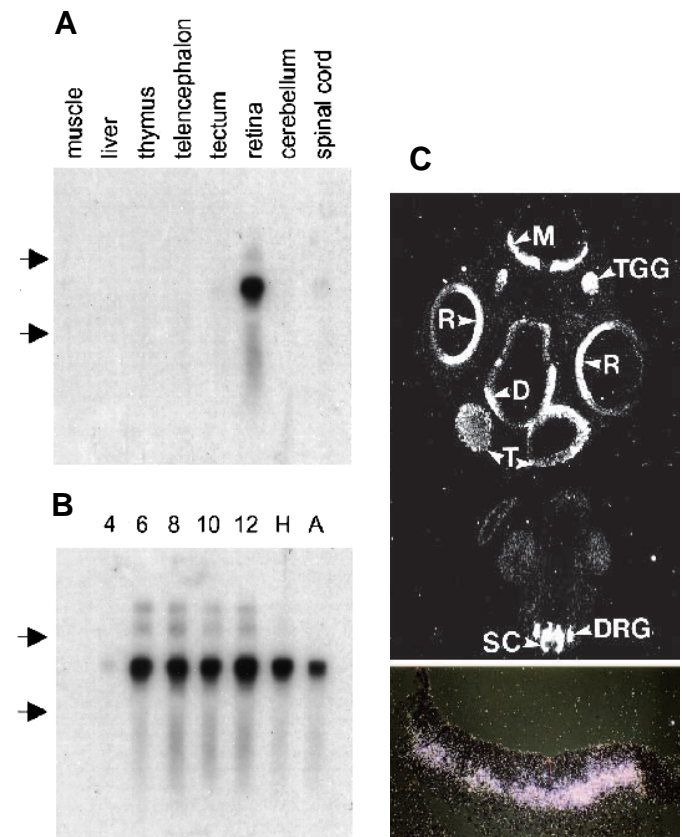 A
muscle
liver
thymus
telencephalon
tectum
retina
cerebellum
spinal cord
B
4 6 8 10 12 H A
C
M
TGG
R
R
D
T
SC
DRG